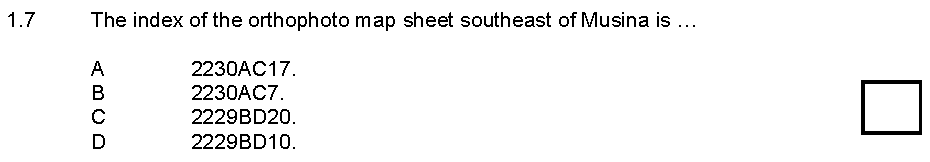 1.7 The index of the orthophoto map sheet southeast of Musina is …
A 2230AC17.
B 2230AC7.
C 2229BD20.
D 2229BD10.